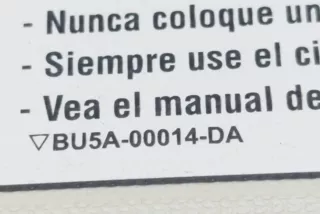 - Nunca coloque un
- Siempre use el ci
- Vea el manual de
▽BU5A-00014-DA